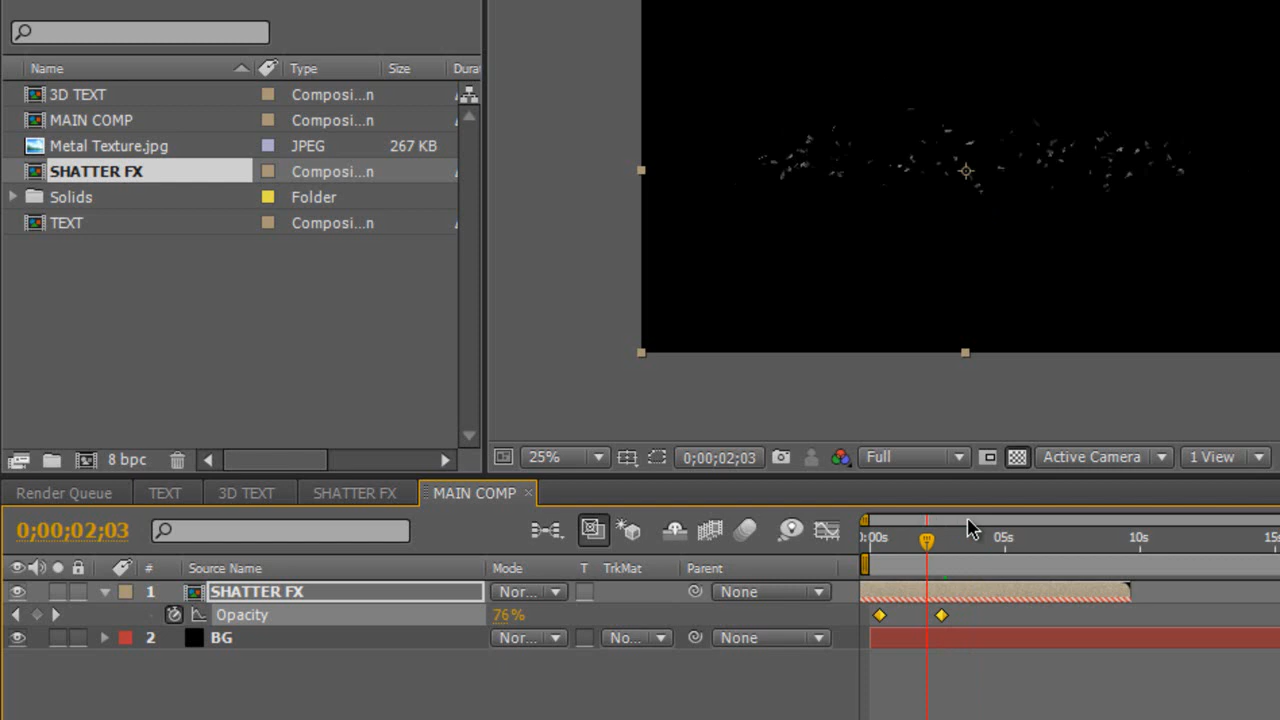 Name Type Size Dura
3D TEXT Composi...n
MAIN COMP Composi...n
Metal Texture.jpg JPEG 267 KB
SHATTER FX Composi...n
Solids Folder
TEXT Composi...n
8 bpc
25% 0;00;02;03 Full Active Camera 1 View
Render Queue TEXT 3D TEXT SHATTER FX MAIN COMP
0;00;02;03
0:00s 05s 10s 15s
# Source Name Mode T TrkMat Parent
1 SHATTER FX Nor... None
Opacity 76%
2 BG Nor... No... None